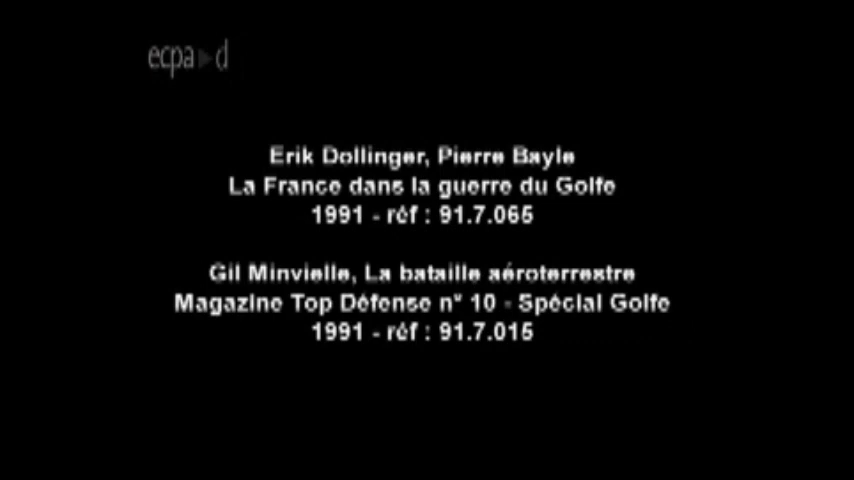 ecpa d
Erik Dollinger, Pierre Bayle
La France dans la guerre du Golfe
1991 - réf : 91.7.065
Gil Minvielle, La bataille aéroterrestre
Magazine Top Défense n° 10 - Spécial Golfe
1991 - réf : 91.7.015